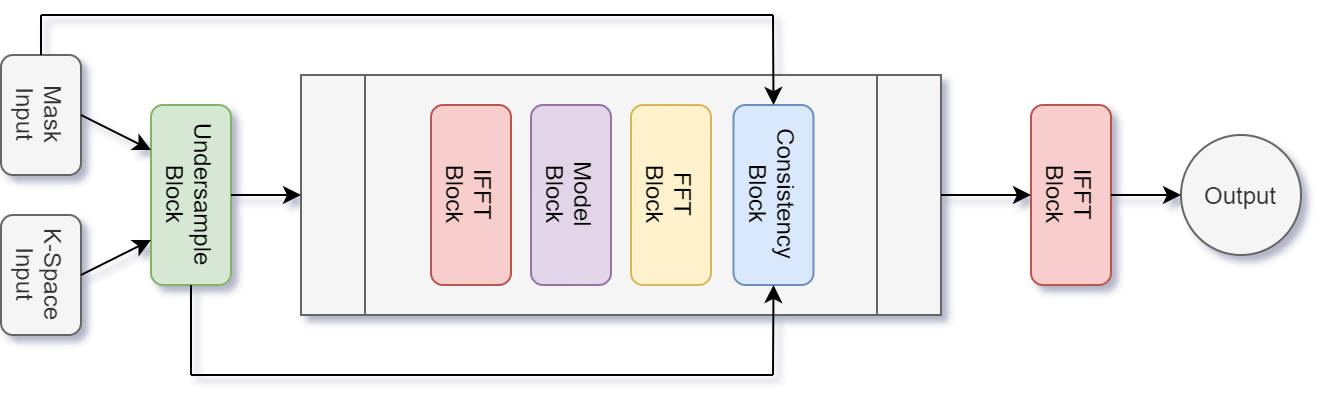 Mask
Input
K-Space
Input
Undersample
Block
IFFT
Block
Model
Block
FFT
Block
Consistency
Block
IFFT
Block
Output